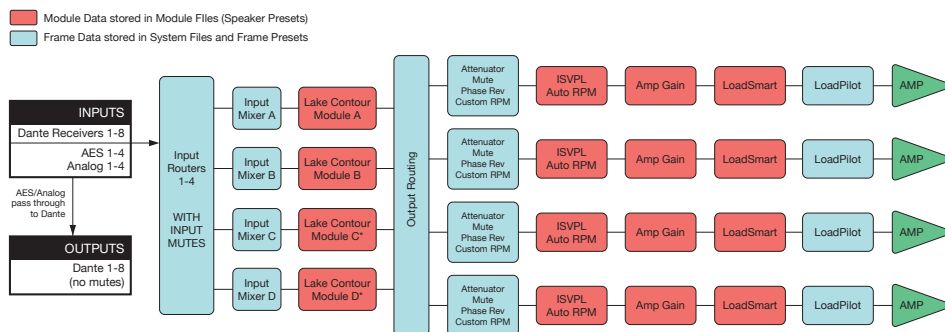 Module Data stored in Module FIles (Speaker Presets)
Frame Data stored in System Files and Frame Presets
INPUTS
Dante Receivers 1-8
AES 1-4
Analog 1-4
AES/Analog
pass through
to Dante
OUTPUTS
Dante 1-8
(no mutes)
Input
Routers
1-4
WITH
INPUT
MUTES
Input
Mixer A
Lake Contour
Module A
Input
Mixer B
Lake Contour
Module B
Input
Mixer C
Lake Contour
Module C*
Input
Mixer D
Lake Contour
Module D*
Output Routing
Attenuator
Mute
Phase Rev
Custom RPM
ISVPL
Auto RPM
Amp Gain
LoadSmart
LoadPilot
AMP
Attenuator
Mute
Phase Rev
Custom RPM
ISVPL
Auto RPM
Amp Gain
LoadSmart
LoadPilot
AMP
Attenuator
Mute
Phase Rev
Custom RPM
ISVPL
Auto RPM
Amp Gain
LoadSmart
LoadPilot
AMP
Attenuator
Mute
Phase Rev
Custom RPM
ISVPL
Auto RPM
Amp Gain
LoadSmart
LoadPilot
AMP